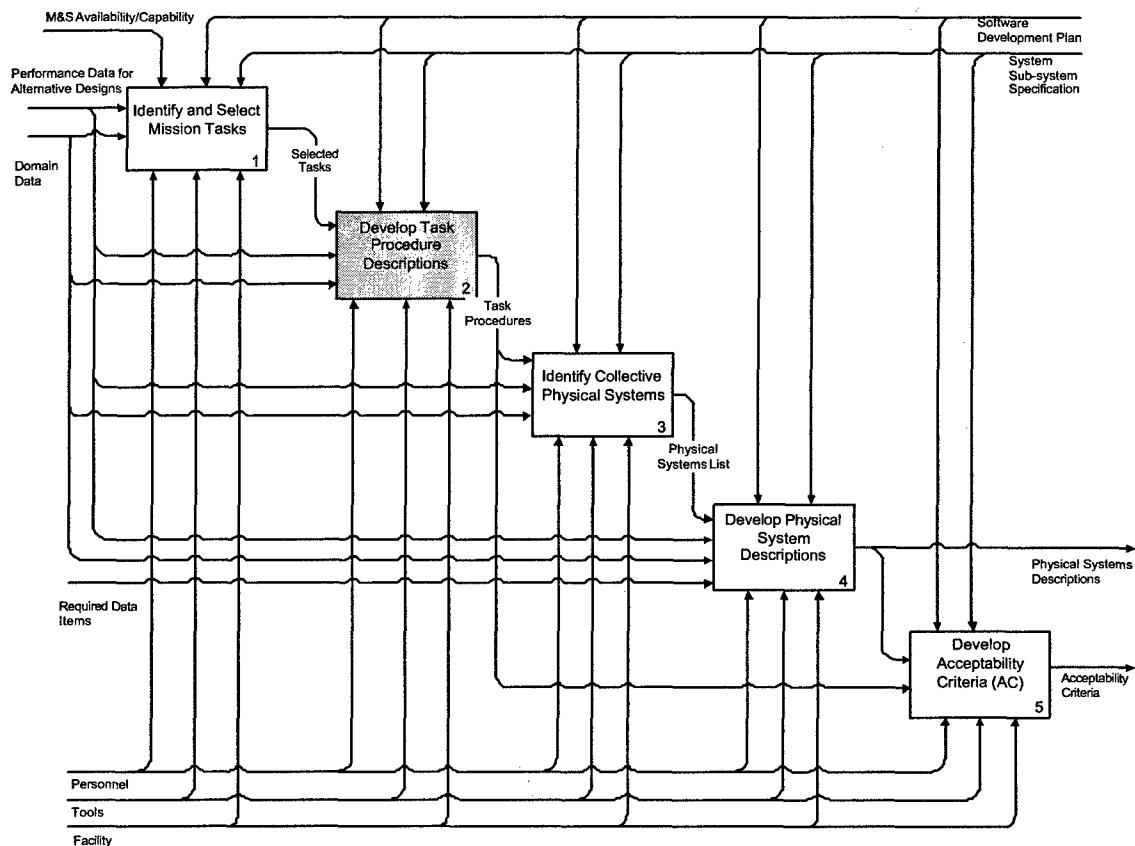 M&S Availability/Capability
Software
Development Plan
System
Sub-system
Specification
Performance Data for
Alternative Designs
Identify and Select
Mission Tasks
1
Domain
Data
Selected
Tasks
Develop Task
Procedure
Descriptions
2
Task
Procedures
Identify Collective
Physical Systems
3
Physical
Systems List
Develop Physical
System
Descriptions
4
Physical Systems
Descriptions
Required Data
Items
Develop
Acceptability
Criteria (AC)
5
Acceptability
Criteria
Personnel
Tools
Facility